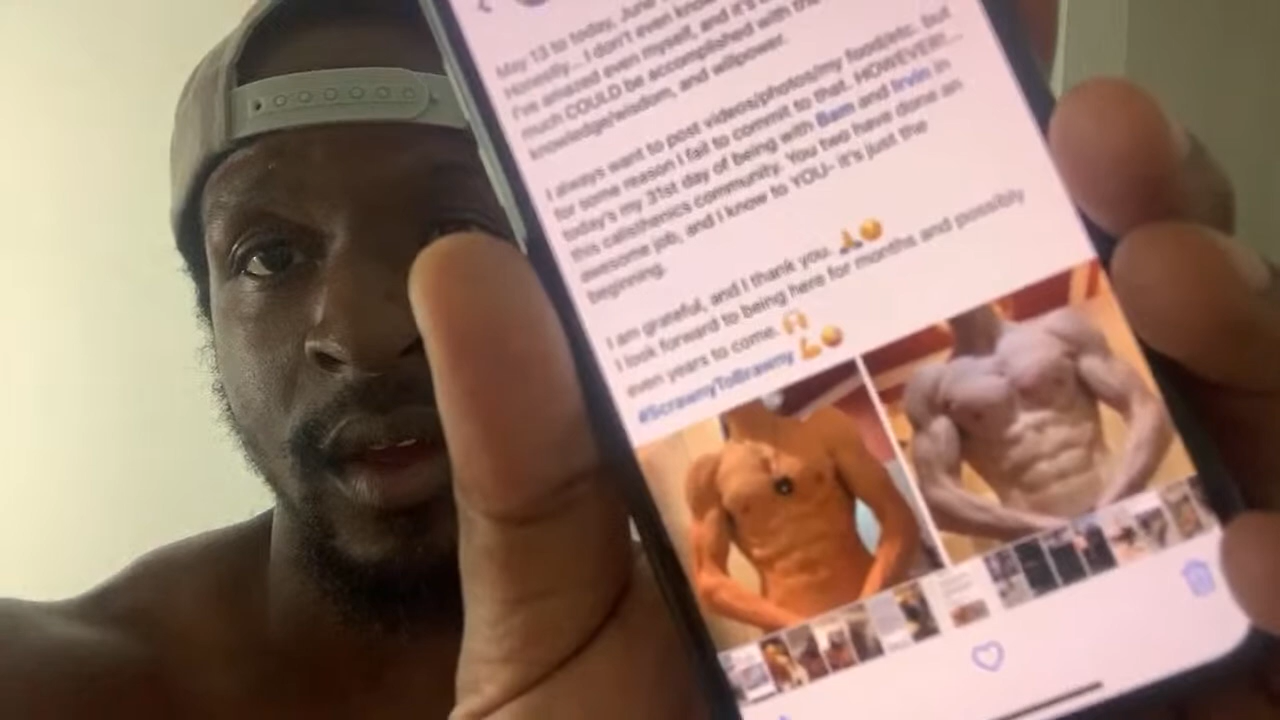 May 13 to today, June
Honestly... I don't even know
I've amazed even myself, and it's
much COULD be accomplished with the
knowledge/wisdom, and willpower.
I always want to post videos/photos/my food/etc. but
for some reason I fail to commit to that. HOWEVER!...
today's my 31st day of being with Bam and Irvin in
this calisthenics community. You two have done an
awesome job, and I know to YOU- it's just the
beginning.
I am grateful, and I thank you. 🙏
I look forward to being here for months and possibly
even years to come. 🙌
#ScrawnyToBrawny 💪